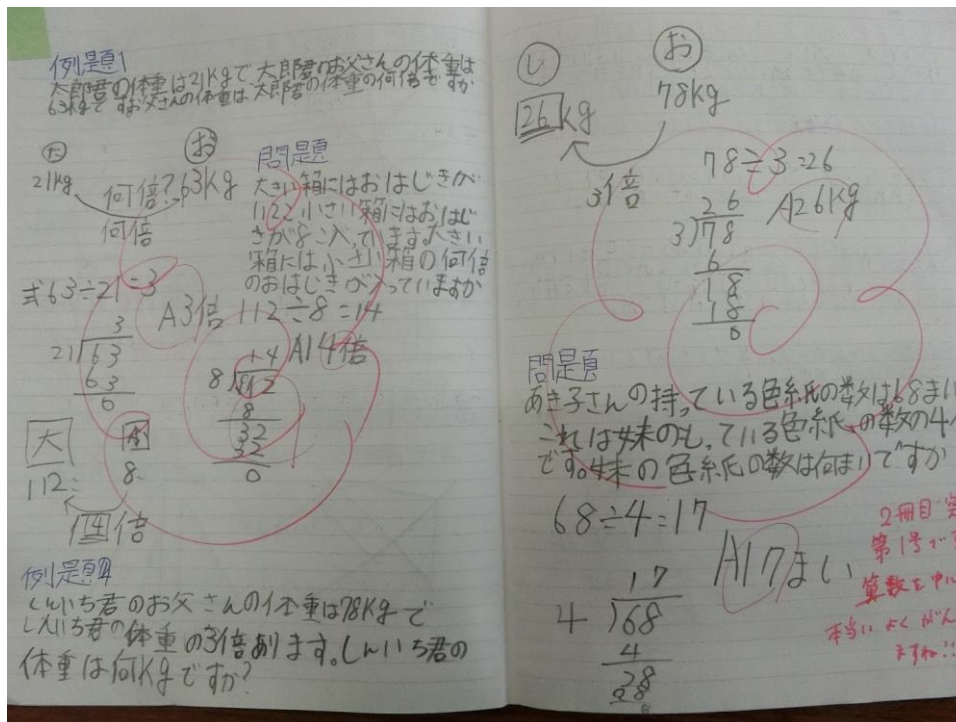 例題1
太郎君の体重は21kgで太郎君のお父さんの体重は
63kgですお父さんの体重は太郎君の体重の何倍ですか
た
お
21kg
何倍?
63kg
何倍
式63÷21=3
A3倍
3
21)63
63
0
問題
大きい箱にはおはじきが
112こ小さい箱にはおはじ
きが8こ入っています。大きい
箱には小さい箱の何倍
のおはじきが入っていますか
112÷8=14
A14倍
14
8)112
8
32
32
0
大
小
112こ
8こ
14倍
例題2
しんいち君のお父さんの体重は78kgで
しんいち君の体重の3倍あります。しんいち君の
体重は何kgですか?
し
お
26kg
78kg
3倍
78÷3=26
A26kg
26
3)78
6
18
18
0
問題
あき子さんの持っている色紙の数は68まい
これは妹のもっている色紙の数の4
です。妹の色紙の数は何まいですか
68÷4=17
A17まい
17
4)68
4
28
28
0
2冊目
第1号で
算数を中心
本当によくがん
ますね!!